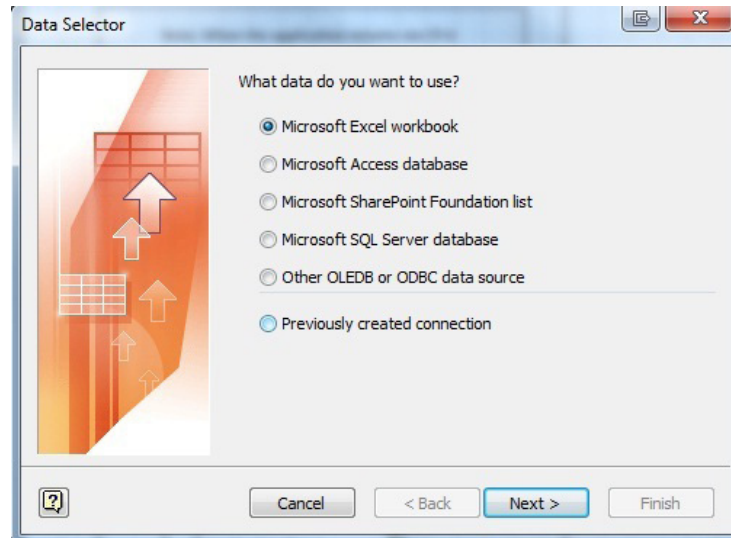 Data Selector
What data do you want to use?
Microsoft Excel workbook
Microsoft Access database
Microsoft SharePoint Foundation list
Microsoft SQL Server database
Other OLEDB or ODBC data source
Previously created connection
Cancel
< Back
Next >
Finish